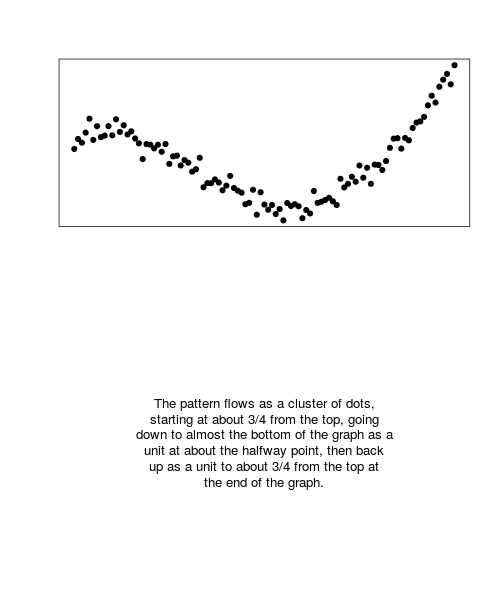 The pattern flows as a cluster of dots,
starting at about 3/4 from the top, going
down to almost the bottom of the graph as a
unit at about the halfway point, then back
up as a unit to about 3/4 from the top at
the end of the graph.